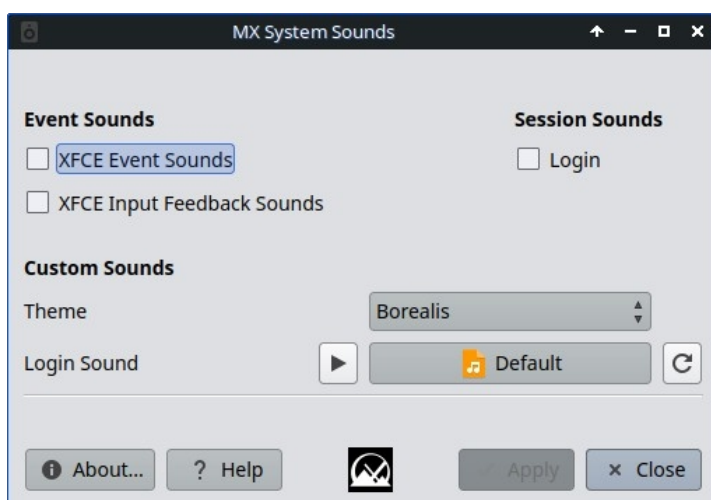 MX System Sounds
Event Sounds
Session Sounds
XFCE Event Sounds
Login
XFCE Input Feedback Sounds
Custom Sounds
Theme
Borealis
Login Sound
Default
About...
? Help
Apply
Close